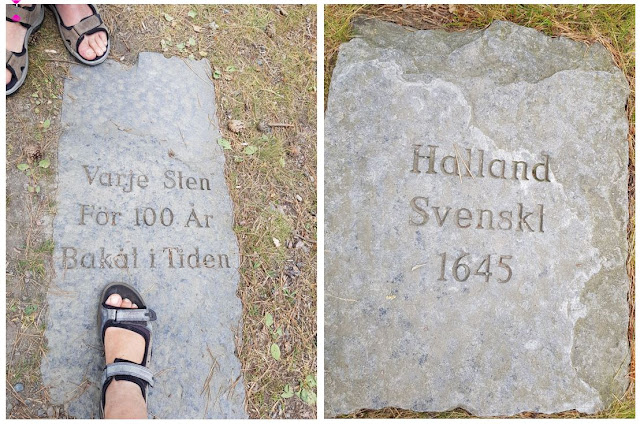 Varje Sten
För 100 År
Bakåt i Tiden
Halland
Svenskt
1645